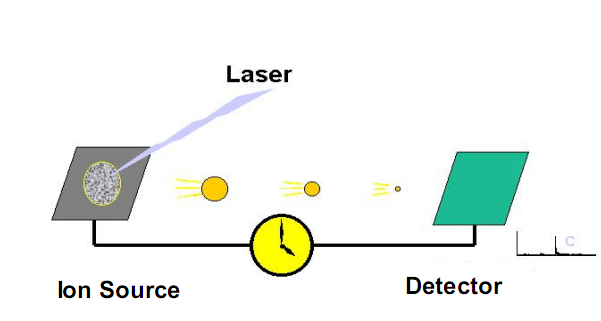 Laser
C
Ion Source
Detector